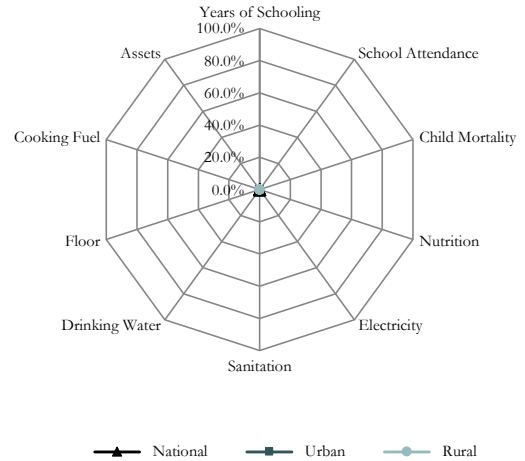 Years of Schooling
100.0%
Assets
School Attendance
80.0%
60.0%
Cooking Fuel
40.0%
Child Mortality
20.0%
0.0%
Floor
Nutrition
Drinking Water
Electricity
Sanitation
National
Urban
Rural